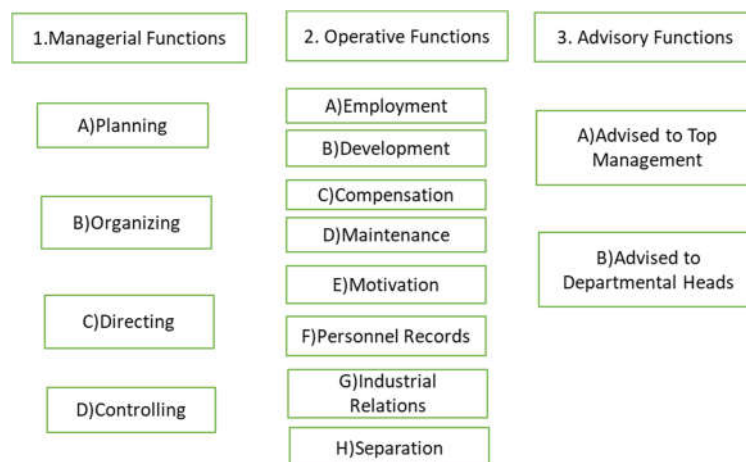 1.Managerial Functions
A)Planning
B)Organizing
C)Directing
D)Controlling
2. Operative Functions
A)Employment
B)Development
C)Compensation
D)Maintenance
E)Motivation
F)Personnel Records
G)Industrial
Relations
H)Separation
3. Advisory Functions
A)Advised to Top
Management
B)Advised to
Departmental Heads